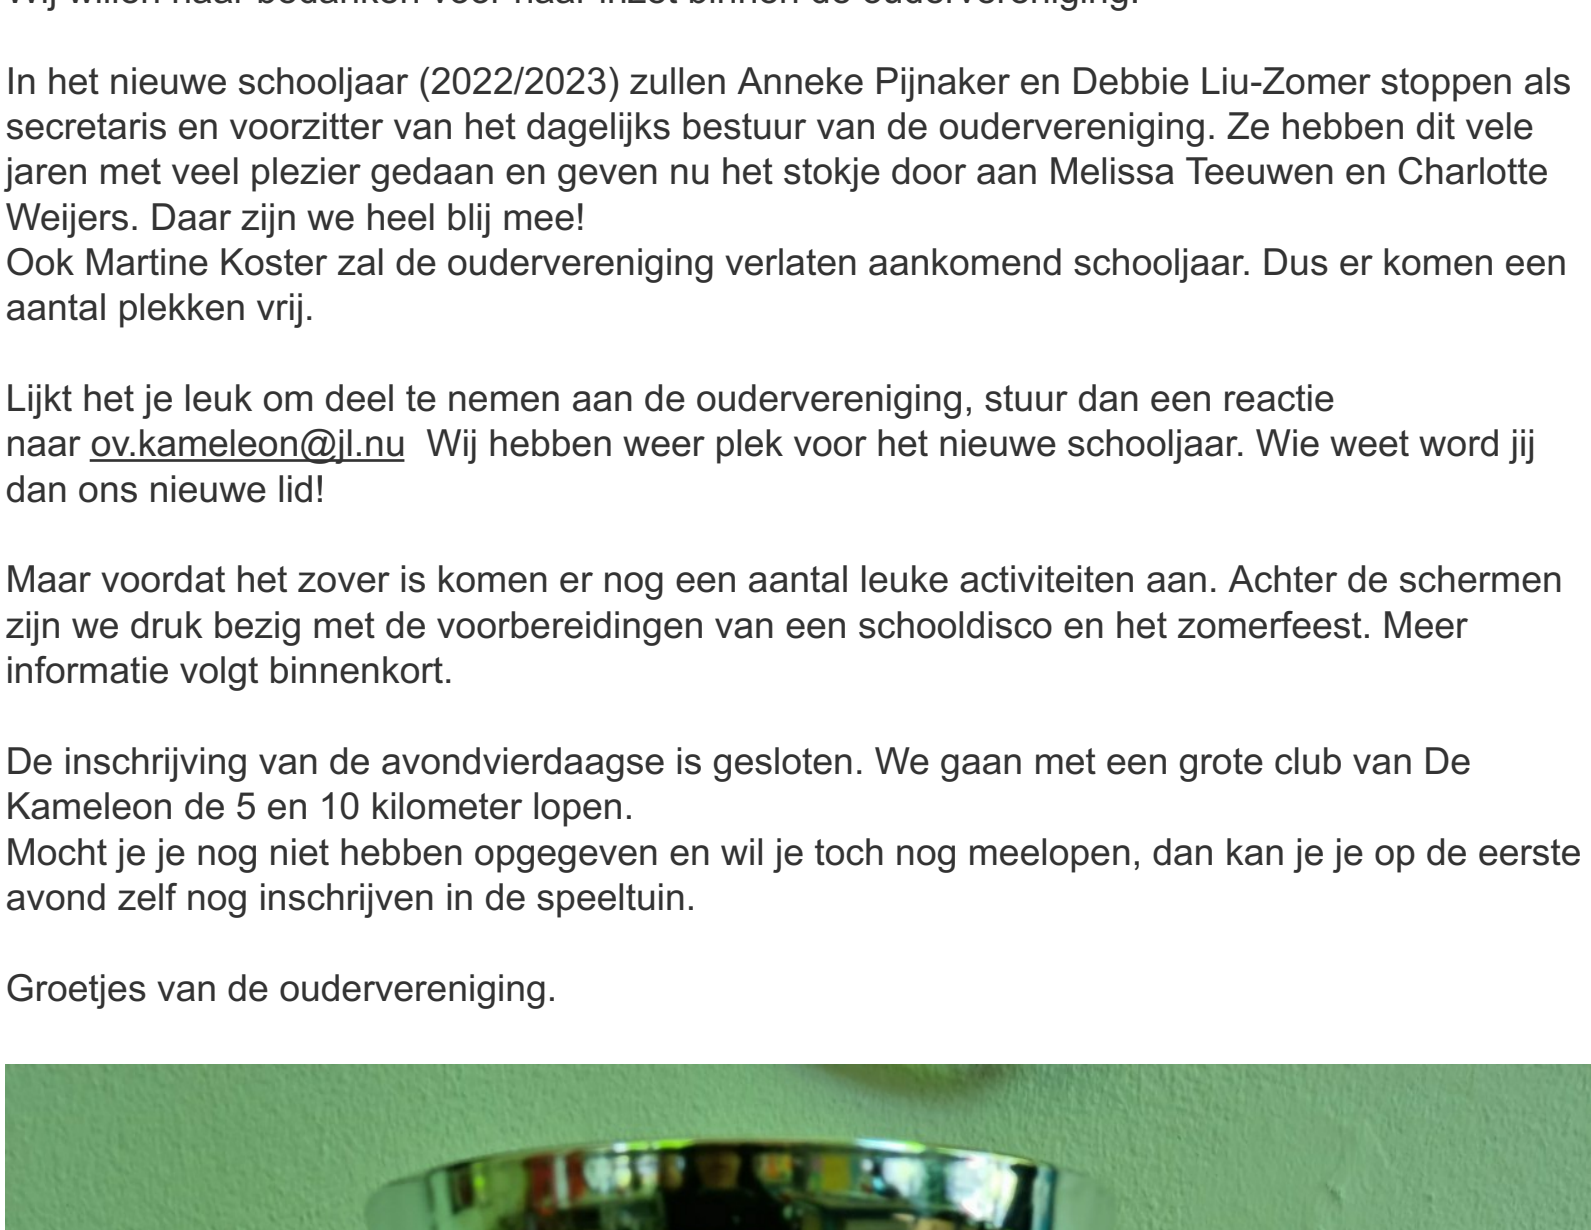 Wij willen haar bedanken voor haar inzet binnen de oudervereniging.
In het nieuwe schooljaar (2022/2023) zullen Anneke Pijnaker en Debbie Liu-Zomer stoppen als
secretaris en voorzitter van het dagelijks bestuur van de oudervereniging. Ze hebben dit vele
jaren met veel plezier gedaan en geven nu het stokje door aan Melissa Teeuwen en Charlotte
Weijers. Daar zijn we heel blij mee!
Ook Martine Koster zal de oudervereniging verlaten aankomend schooljaar. Dus er komen een
aantal plekken vrij.
Lijkt het je leuk om deel te nemen aan de oudervereniging, stuur dan een reactie
naar ov.kameleon@jl.nu  Wij hebben weer plek voor het nieuwe schooljaar. Wie weet word jij
dan ons nieuwe lid!
Maar voordat het zover is komen er nog een aantal leuke activiteiten aan. Achter de schermen
zijn we druk bezig met de voorbereidingen van een schooldisco en het zomerfeest. Meer
informatie volgt binnenkort.
De inschrijving van de avondvierdaagse is gesloten. We gaan met een grote club van De
Kameleon de 5 en 10 kilometer lopen.
Mocht je je nog niet hebben opgegeven en wil je toch nog meelopen, dan kan je je op de eerste
avond zelf nog inschrijven in de speeltuin.
Groetjes van de oudervereniging.